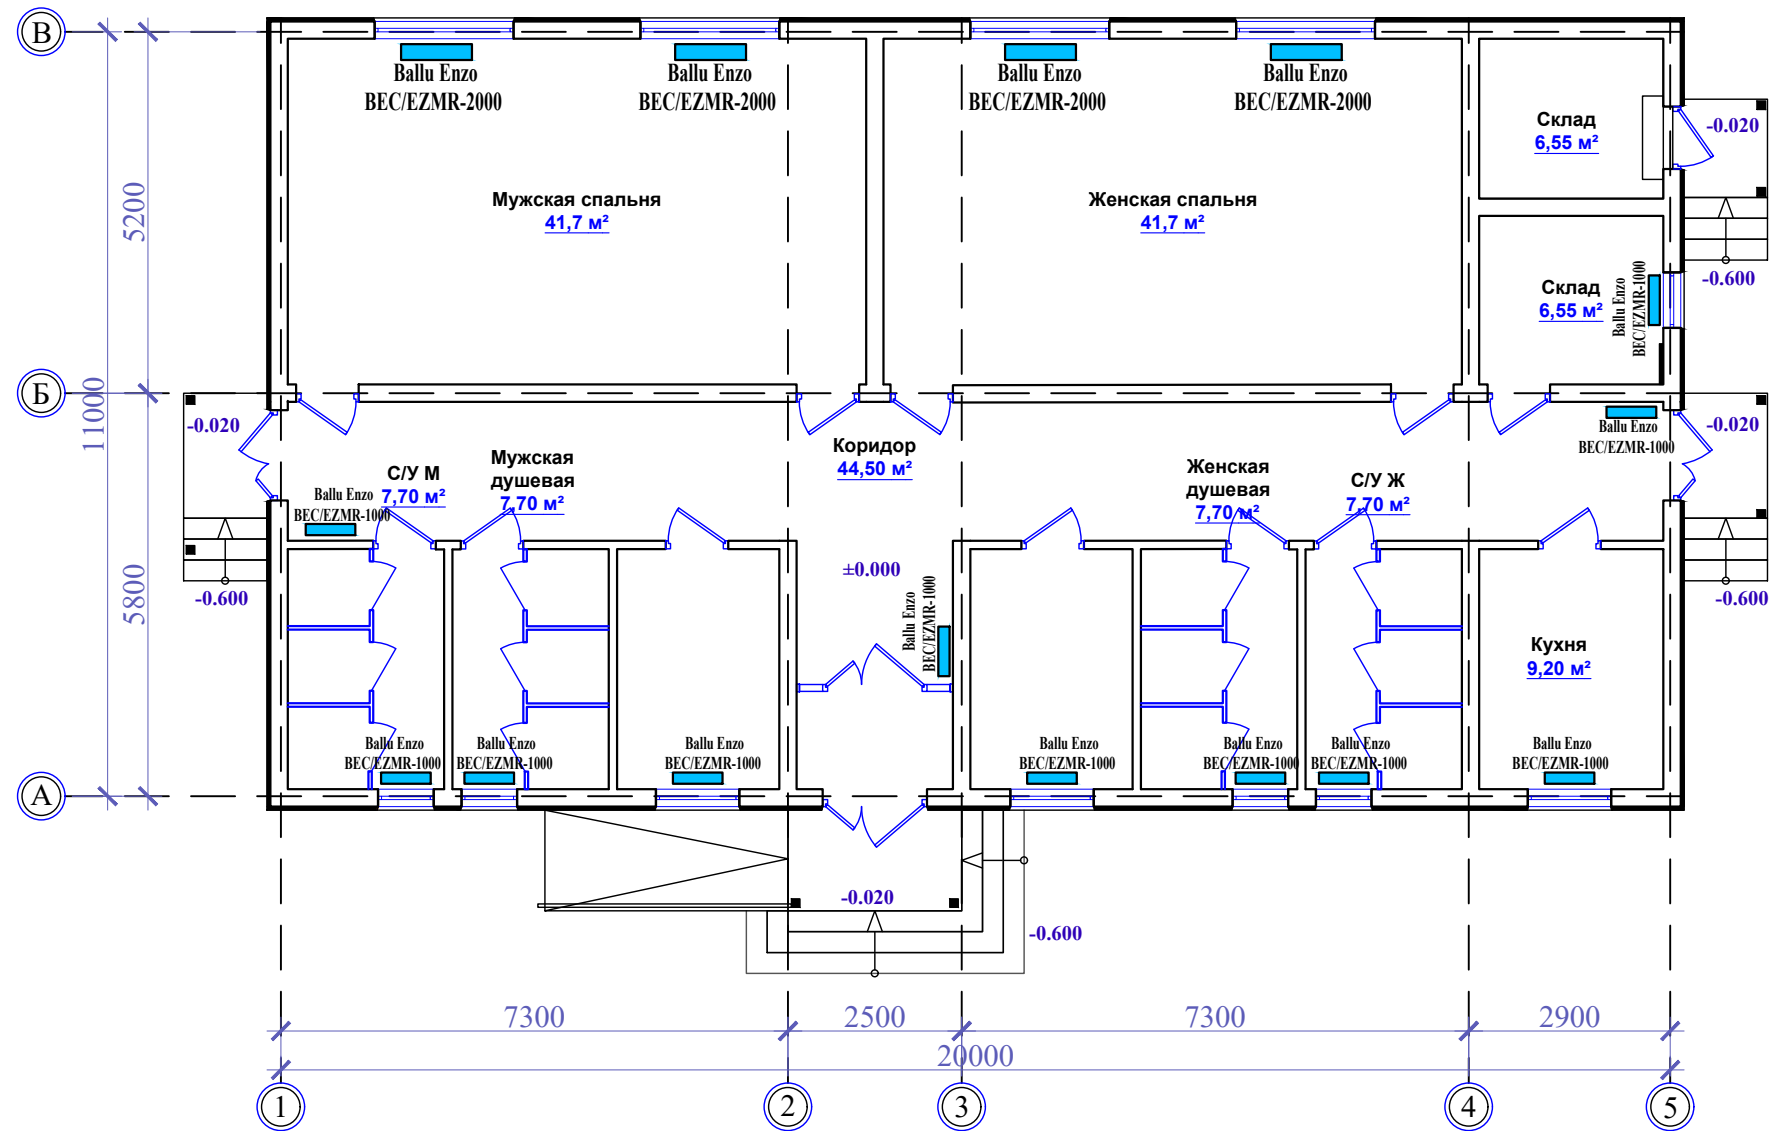 В
Ballu Enzo
BEC/EZMR-2000
Ballu Enzo
BEC/EZMR-2000
Ballu Enzo
BEC/EZMR-2000
Ballu Enzo
BEC/EZMR-2000
Склад
6,55 м²
-0.020
Мужская спальня
41,7 м²
Женская спальня
41,7 м²
5200
Склад
6,55 м²
Ballu Enzo
BEC/EZMR-1000
-0.600
Б
11000
-0.020
Коридор
44,50 м²
Ballu Enzo
BEC/EZMR-1000
-0.020
С/У М
7,70 м²
Мужская
душевая
7,70 м²
Женская
душевая
7,70 м²
С/У Ж
7,70 м²
Ballu Enzo
BEC/EZMR-1000
±0.000
5800
-0.600
Ballu Enzo
BEC/EZMR-1000
-0.600
Кухня
9,20 м²
Ballu Enzo
BEC/EZMR-1000
Ballu Enzo
BEC/EZMR-1000
Ballu Enzo
BEC/EZMR-1000
Ballu Enzo
BEC/EZMR-1000
Ballu Enzo
BEC/EZMR-1000
Ballu Enzo
BEC/EZMR-1000
Ballu Enzo
BEC/EZMR-1000
А
-0.020
-0.600
7300
2500
7300
2900
20000
1
2
3
4
5